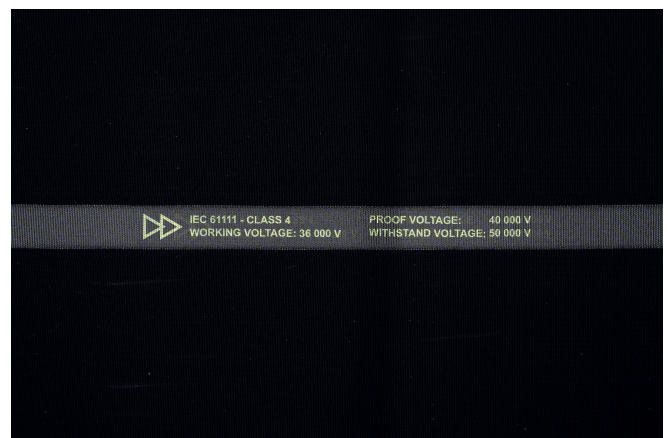 IEC 61111 - CLASS 4
WORKING VOLTAGE: 36 000 V
PROOF VOLTAGE: 40 000 V
WITHSTAND VOLTAGE: 50 000 V